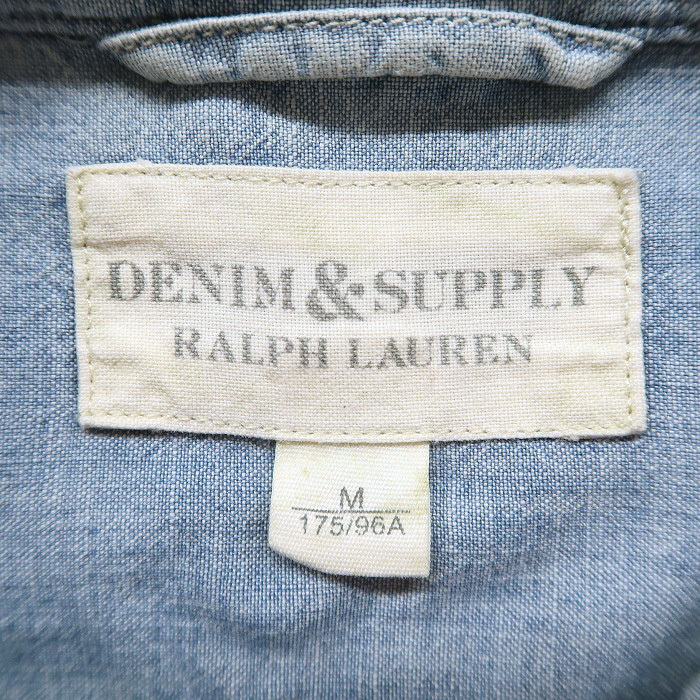 DENIM & SUPPLY
RALPH LAUREN
M
175/96A